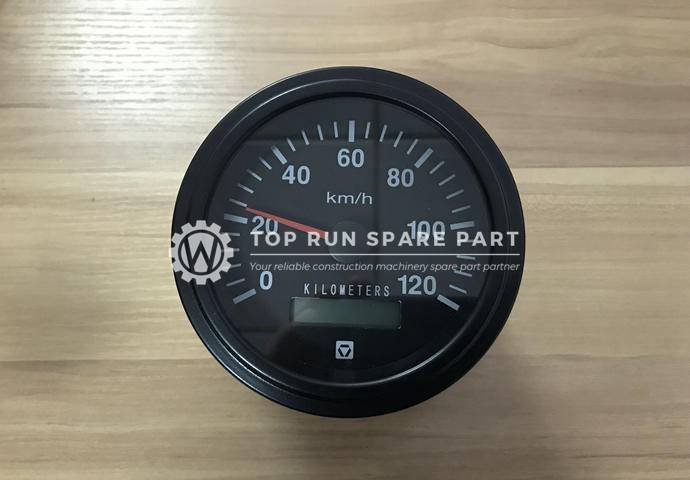 60
40
80
km/h
20
100
W TOP RUN SPARE PART
Your reliable construction machinery spare part partner
0
KILOMETERS
120